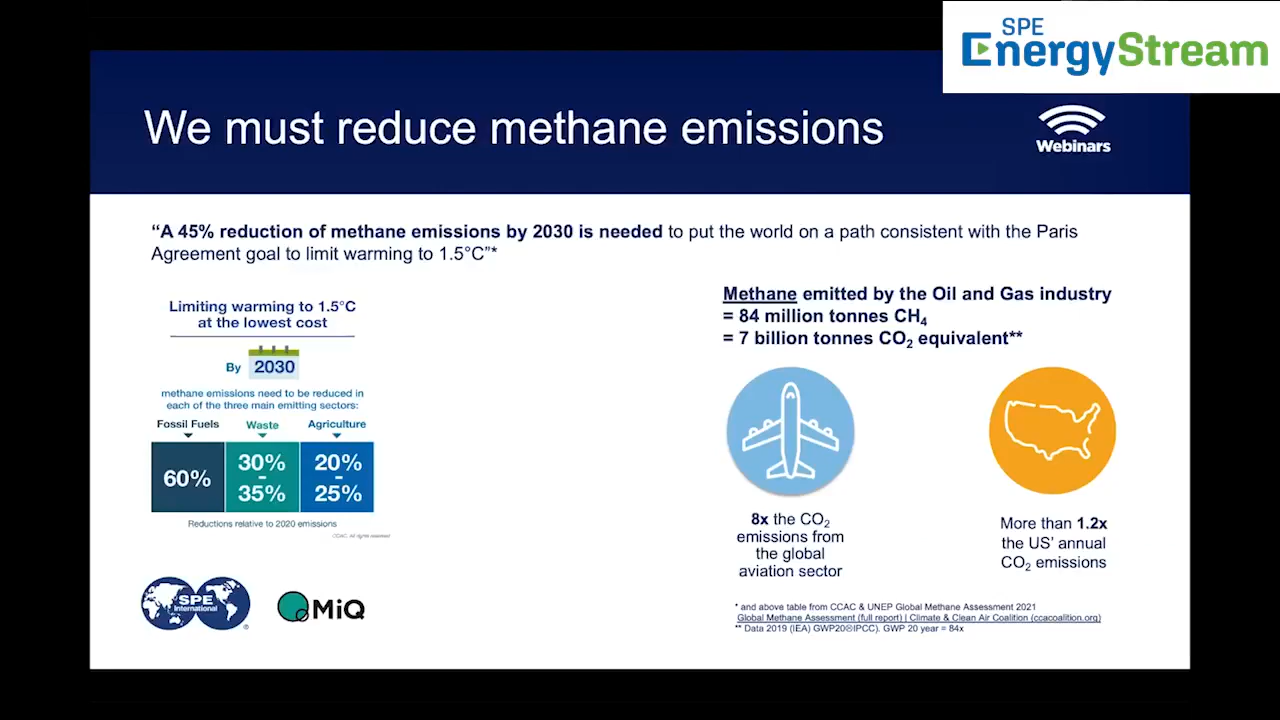 SPE
EnergyStream
We must reduce methane emissions
Webinars
“A 45% reduction of methane emissions by 2030 is needed to put the world on a path consistent with the Paris
Agreement goal to limit warming to 1.5°C”*
Limiting warming to 1.5°C
at the lowest cost
By 2030
methane emissions need to be reduced in
each of the three main emitting sectors:
Fossil Fuels Waste Agriculture
60% 30% - 35% 20% - 25%
Reductions relative to 2020 emissions
CCAC, All rights reserved
Methane emitted by the Oil and Gas industry
= 84 million tonnes CH₄
= 7 billion tonnes CO₂ equivalent**
8x the CO₂
emissions from
the global
aviation sector
More than 1.2x
the US’ annual
CO₂ emissions
SPE
International
®
MiQ
* and above table from CCAC & UNEP Global Methane Assessment 2021
Global Methane Assessment (full report) | Climate & Clean Air Coalition (ccacoalition.org)
** Data 2019 (IEA) GWP20®IPCC). GWP 20 year = 84x